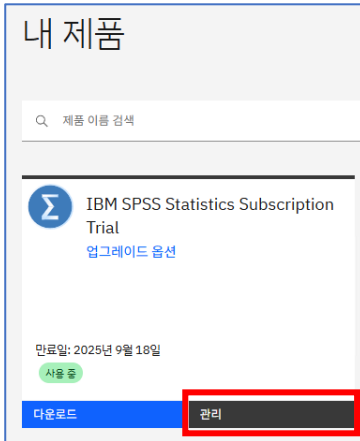 내 제품
제품 이름 검색
IBM SPSS Statistics Subscription
Trial
업그레이드 옵션
만료일: 2025년 9월 18일
사용 중
다운로드
관리